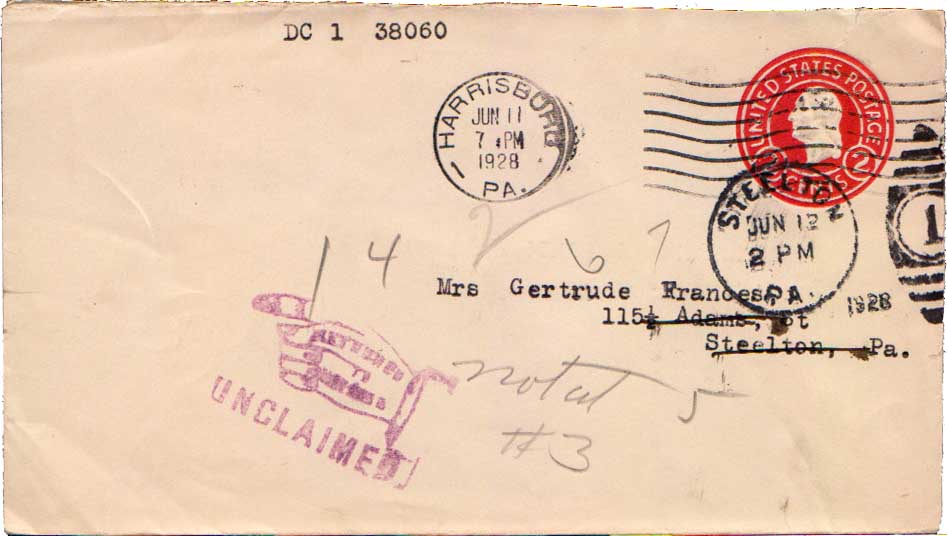 DC 1 38060
HARRISBURG
JUN 11
7 PM
1928
PA.
UNITED STATES POSTAGE
2 CENTS 2
STEELTON
JUN 12
2 PM
PA.
1928
1
14 2 6 7
Mrs Gertrude Frances,
115½ Adams, St
Steelton, Pa.
RETURNED
TO
UNCLAIMED
not at 5
#3